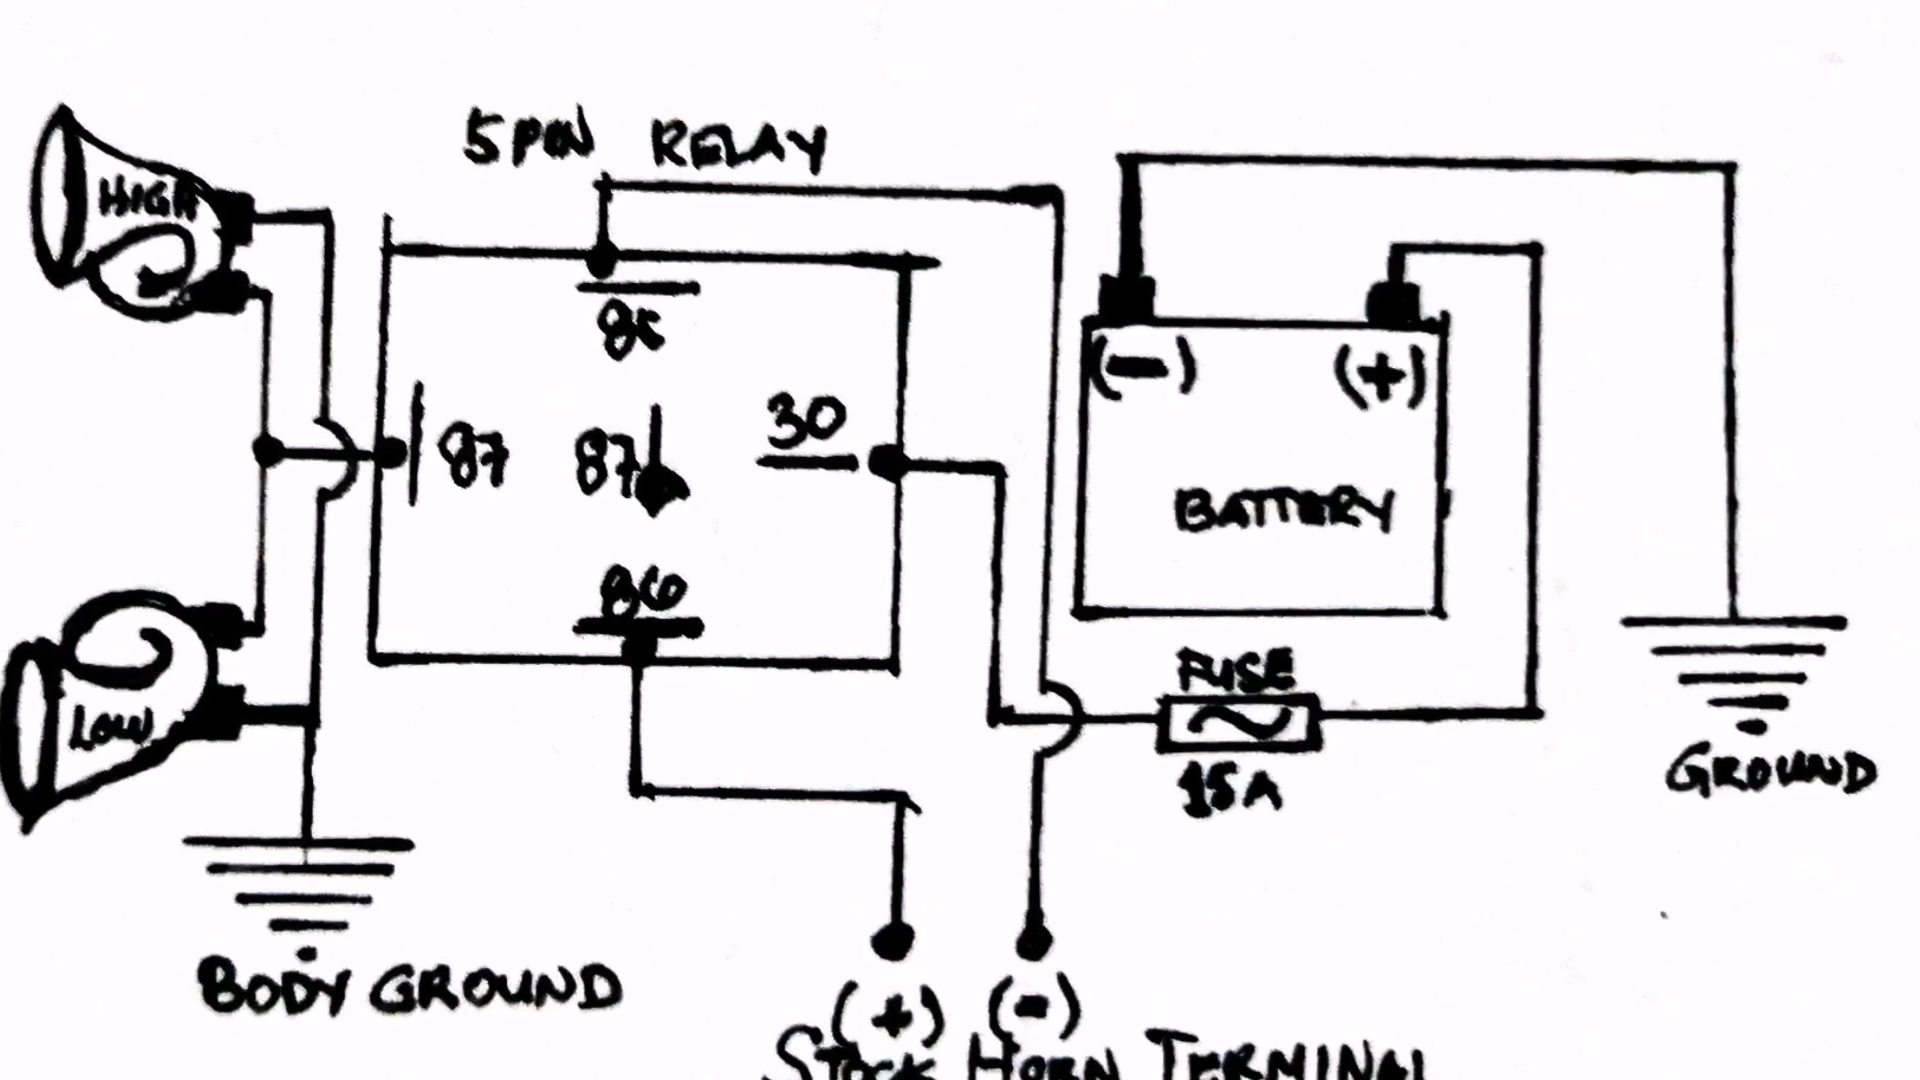 5 PIN RELAY
HIGH
85
(-)
(+)
30
87
87
BATTERY
86
FUSE
LOW
15A
GROUND
BODY GROUND
(+) (-)
STOCK HORN TERMINAL